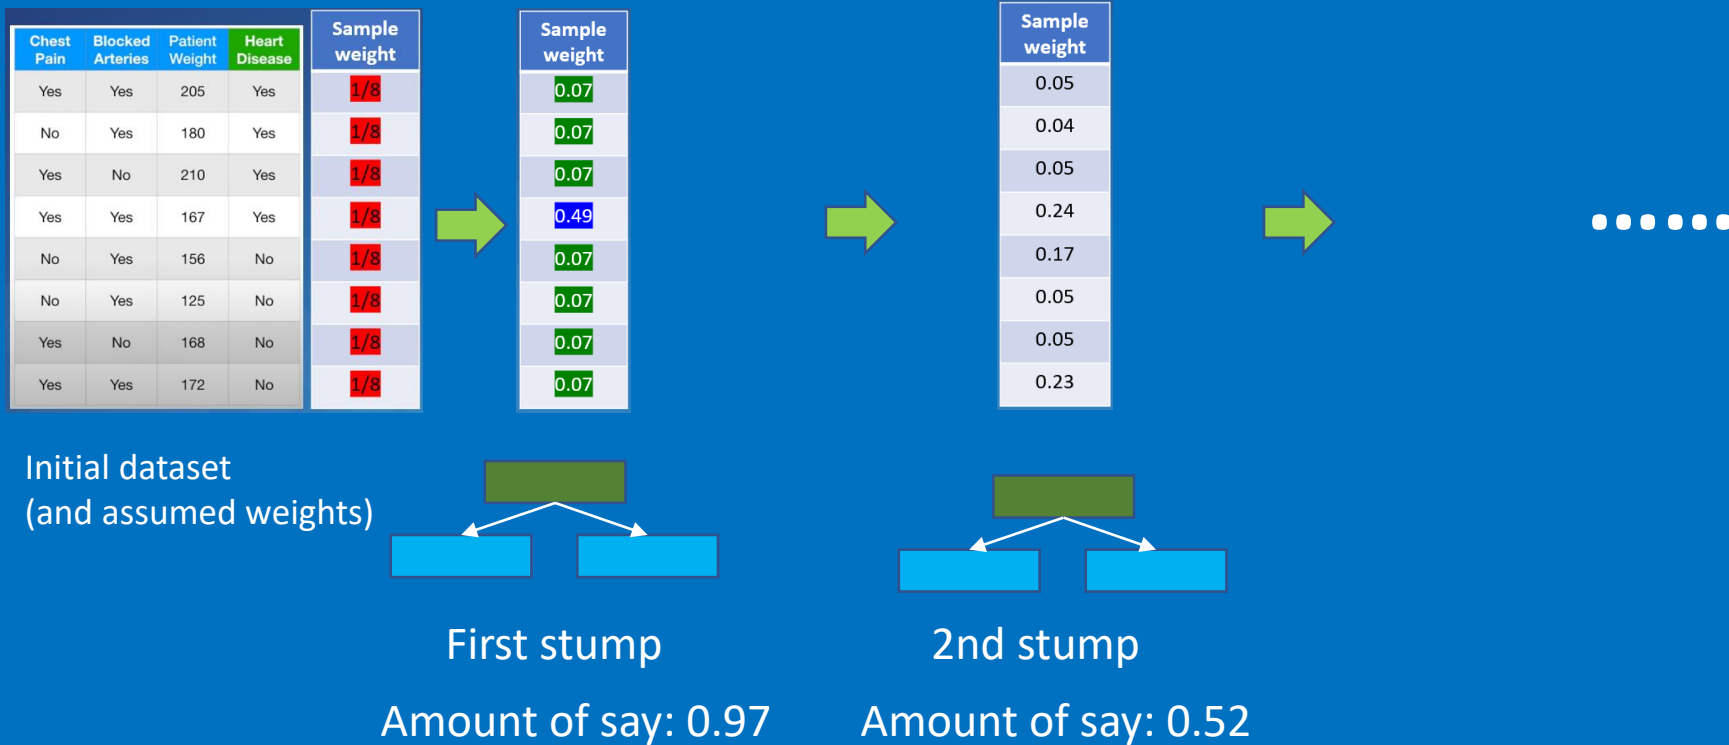 Chest Pain Blocked Arteries Patient Weight Heart Disease Sample weight
Yes Yes 205 Yes 1/8
No Yes 180 Yes 1/8
Yes No 210 Yes 1/8
Yes Yes 167 Yes 1/8
No Yes 156 No 1/8
No Yes 125 No 1/8
Yes No 168 No 1/8
Yes Yes 172 No 1/8
Sample
weight
0.07
0.07
0.07
0.49
0.07
0.07
0.07
0.07
Sample
weight
0.05
0.04
0.05
0.24
0.17
0.05
0.05
0.23
......
Initial dataset
(and assumed weights)
First stump
Amount of say: 0.97
2nd stump
Amount of say: 0.52